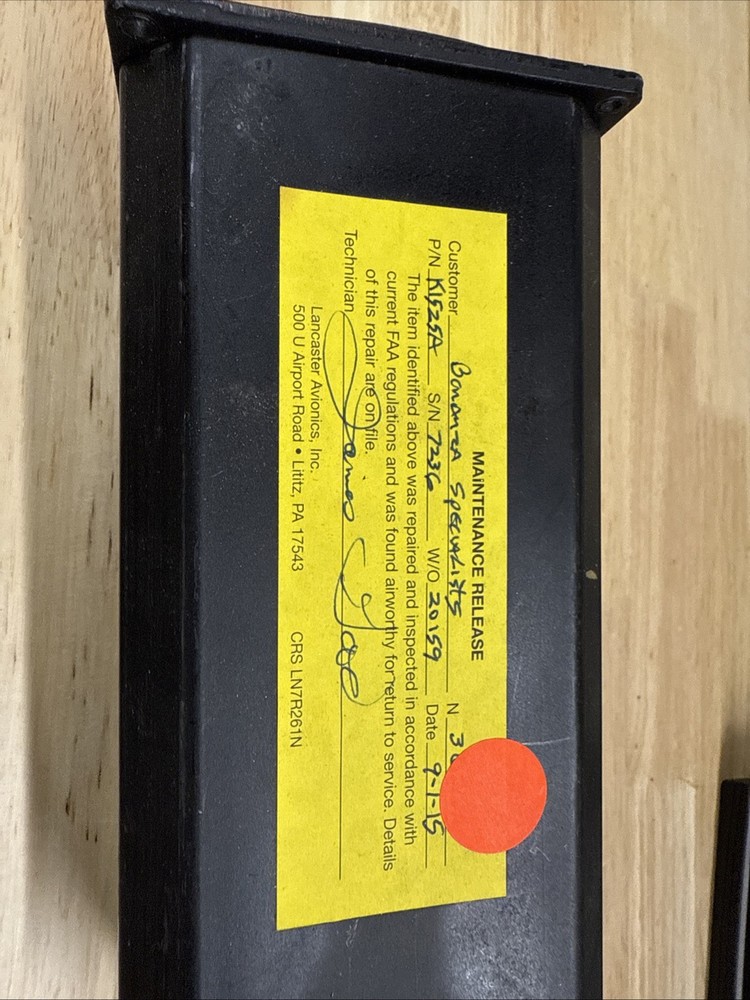 MAINTENANCE RELEASE
Customer Bonanza Specialists N 3
P/N KI525A S/N 7236 W/O 20159 Date 9-1-15
The item identified above was repaired and inspected in accordance with
current FAA regulations and was found airworthy for return to service. Details
of this repair are on file.
Technician James
Lancaster Avionics, Inc.
500 U Airport Road • Lititz, PA 17543 CRS LN7R261N